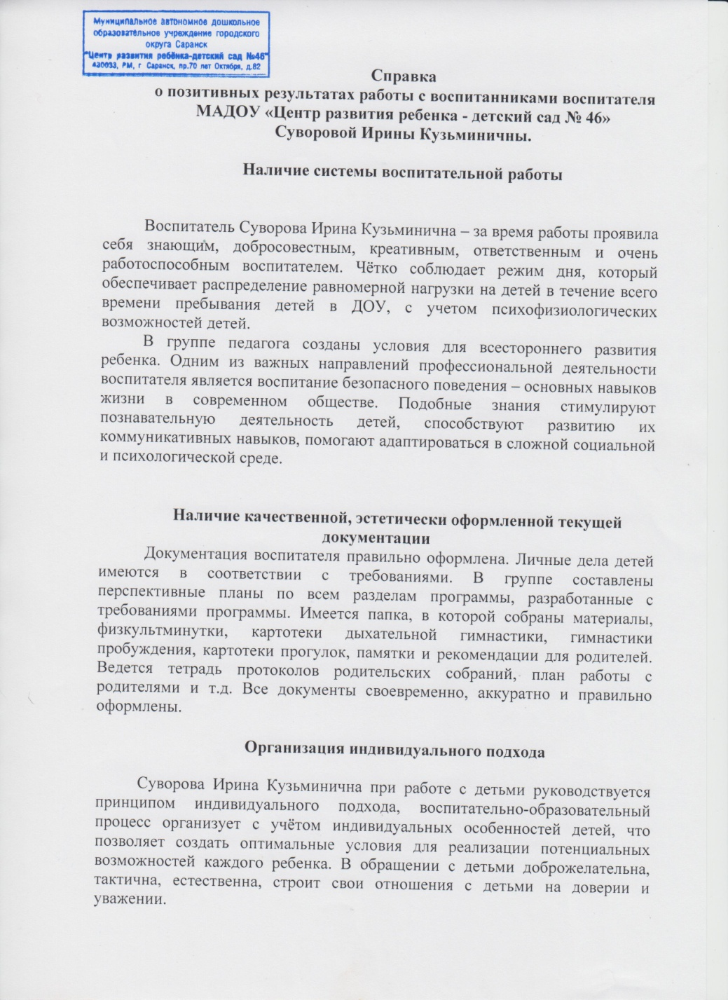 Муниципальное автономное дошкольное
образовательное учреждение городского
округа Саранск
"Центр развития ребёнка-детский сад №46"
430033, РМ, г Саранск, пр.70 лет Октября, д.82
Справка
о позитивных результатах работы с воспитанниками воспитателя
МАДОУ «Центр развития ребенка - детский сад № 46»
Суворовой Ирины Кузьминичны.
Наличие системы воспитательной работы
Воспитатель Суворова Ирина Кузьминична – за время работы проявила
себя знающим, добросовестным, креативным, ответственным и очень
работоспособным воспитателем. Чётко соблюдает режим дня, который
обеспечивает распределение равномерной нагрузки на детей в течение всего
времени пребывания детей в ДОУ, с учетом психофизиологических
возможностей детей.
В группе педагога созданы условия для всестороннего развития
ребенка. Одним из важных направлений профессиональной деятельности
воспитателя является воспитание безопасного поведения – основных навыков
жизни в современном обществе. Подобные знания стимулируют
познавательную деятельность детей, способствуют развитию их
коммуникативных навыков, помогают адаптироваться в сложной социальной
и психологической среде.
Наличие качественной, эстетически оформленной текущей
документации
Документация воспитателя правильно оформлена. Личные дела детей
имеются в соответствии с требованиями. В группе составлены
перспективные планы по всем разделам программы, разработанные с
требованиями программы. Имеется папка, в которой собраны материалы,
физкультминутки, картотеки дыхательной гимнастики, гимнастики
пробуждения, картотеки прогулок, памятки и рекомендации для родителей.
Ведется тетрадь протоколов родительских собраний, план работы с
родителями и т.д. Все документы своевременно, аккуратно и правильно
оформлены.
Организация индивидуального подхода
Суворова Ирина Кузьминична при работе с детьми руководствуется
принципом индивидуального подхода, воспитательно-образовательный
процесс организует с учётом индивидуальных особенностей детей, что
позволяет создать оптимальные условия для реализации потенциальных
возможностей каждого ребенка. В обращении с детьми доброжелательна,
тактична, естественна, строит свои отношения с детьми на доверии и
уважении.